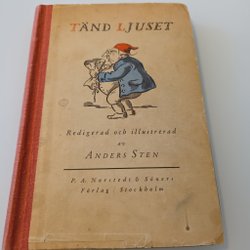 TÄND LJUSET
Redigerad och illustrerad
av
ANDERS STEN
P. A. Norstedt & Söners
Förlag / Stockholm